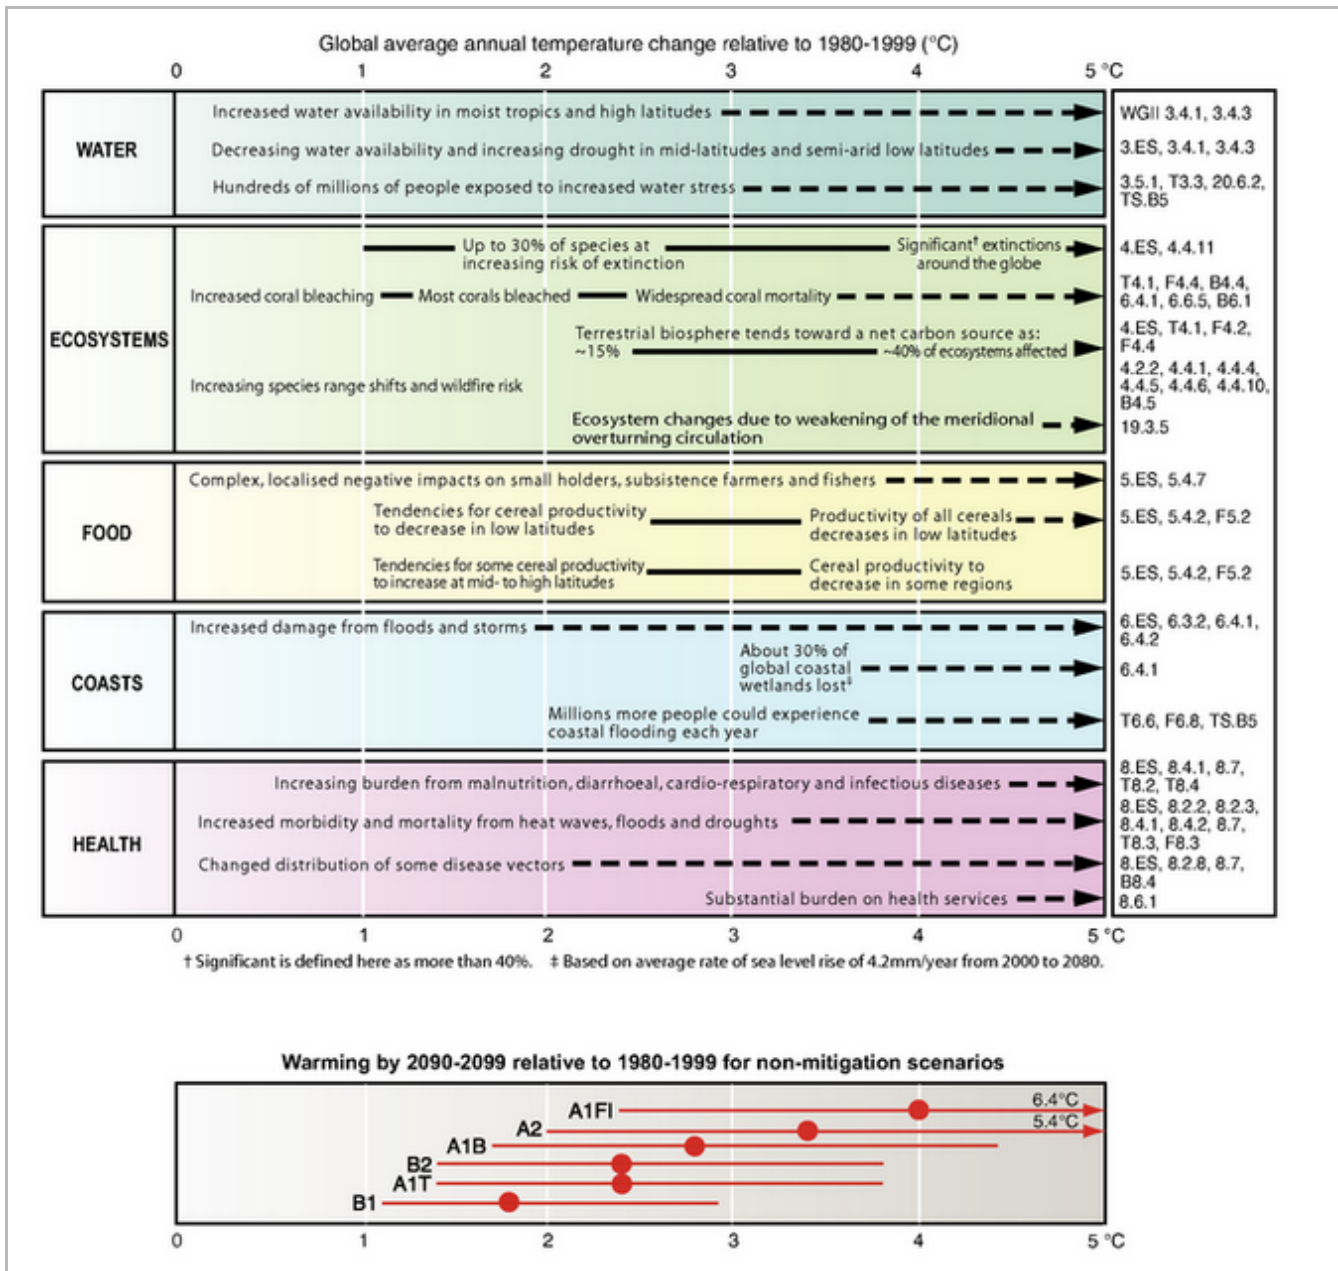 Global average annual temperature change relative to 1980-1999 (°C)
0 1 2 3 4 5 °C
WATER
Increased water availability in moist tropics and high latitudes
WGII 3.4.1, 3.4.3
Decreasing water availability and increasing drought in mid-latitudes and semi-arid low latitudes
3.ES, 3.4.1, 3.4.3
Hundreds of millions of people exposed to increased water stress
3.5.1, T3.3, 20.6.2,
TS.B5
ECOSYSTEMS
Up to 30% of species at
increasing risk of extinction
Significant† extinctions
around the globe
4.ES, 4.4.11
Increased coral bleaching
Most corals bleached
Widespread coral mortality
T4.1, F4.4, B4.4,
6.4.1, 6.6.5, B6.1
Terrestrial biosphere tends toward a net carbon source as:
~15%
~40% of ecosystems affected
4.ES, T4.1, F4.2,
F4.4
Increasing species range shifts and wildfire risk
4.2.2, 4.4.1, 4.4.4,
4.4.5, 4.4.6, 4.4.10,
B4.5
Ecosystem changes due to weakening of the meridional
overturning circulation
19.3.5
FOOD
Complex, localised negative impacts on small holders, subsistence farmers and fishers
5.ES, 5.4.7
Tendencies for cereal productivity
to decrease in low latitudes
Productivity of all cereals
decreases in low latitudes
5.ES, 5.4.2, F5.2
Tendencies for some cereal productivity
to increase at mid- to high latitudes
Cereal productivity to
decrease in some regions
5.ES, 5.4.2, F5.2
COASTS
Increased damage from floods and storms
6.ES, 6.3.2, 6.4.1,
6.4.2
About 30% of
global coastal
wetlands lost‡
6.4.1
Millions more people could experience
coastal flooding each year
T6.6, F6.8, TS.B5
HEALTH
Increasing burden from malnutrition, diarrhoeal, cardio-respiratory and infectious diseases
8.ES, 8.4.1, 8.7,
T8.2, T8.4
Increased morbidity and mortality from heat waves, floods and droughts
8.ES, 8.2.2, 8.2.3,
8.4.1, 8.4.2, 8.7,
T8.3, F8.3
Changed distribution of some disease vectors
8.ES, 8.2.8, 8.7,
B8.4
Substantial burden on health services
8.6.1
0 1 2 3 4 5 °C
† Significant is defined here as more than 40%. ‡ Based on average rate of sea level rise of 4.2mm/year from 2000 to 2080.
Warming by 2090-2099 relative to 1980-1999 for non-mitigation scenarios
A1FI 6.4°C
A2 5.4°C
A1B
B2
A1T
B1
0 1 2 3 4 5 °C